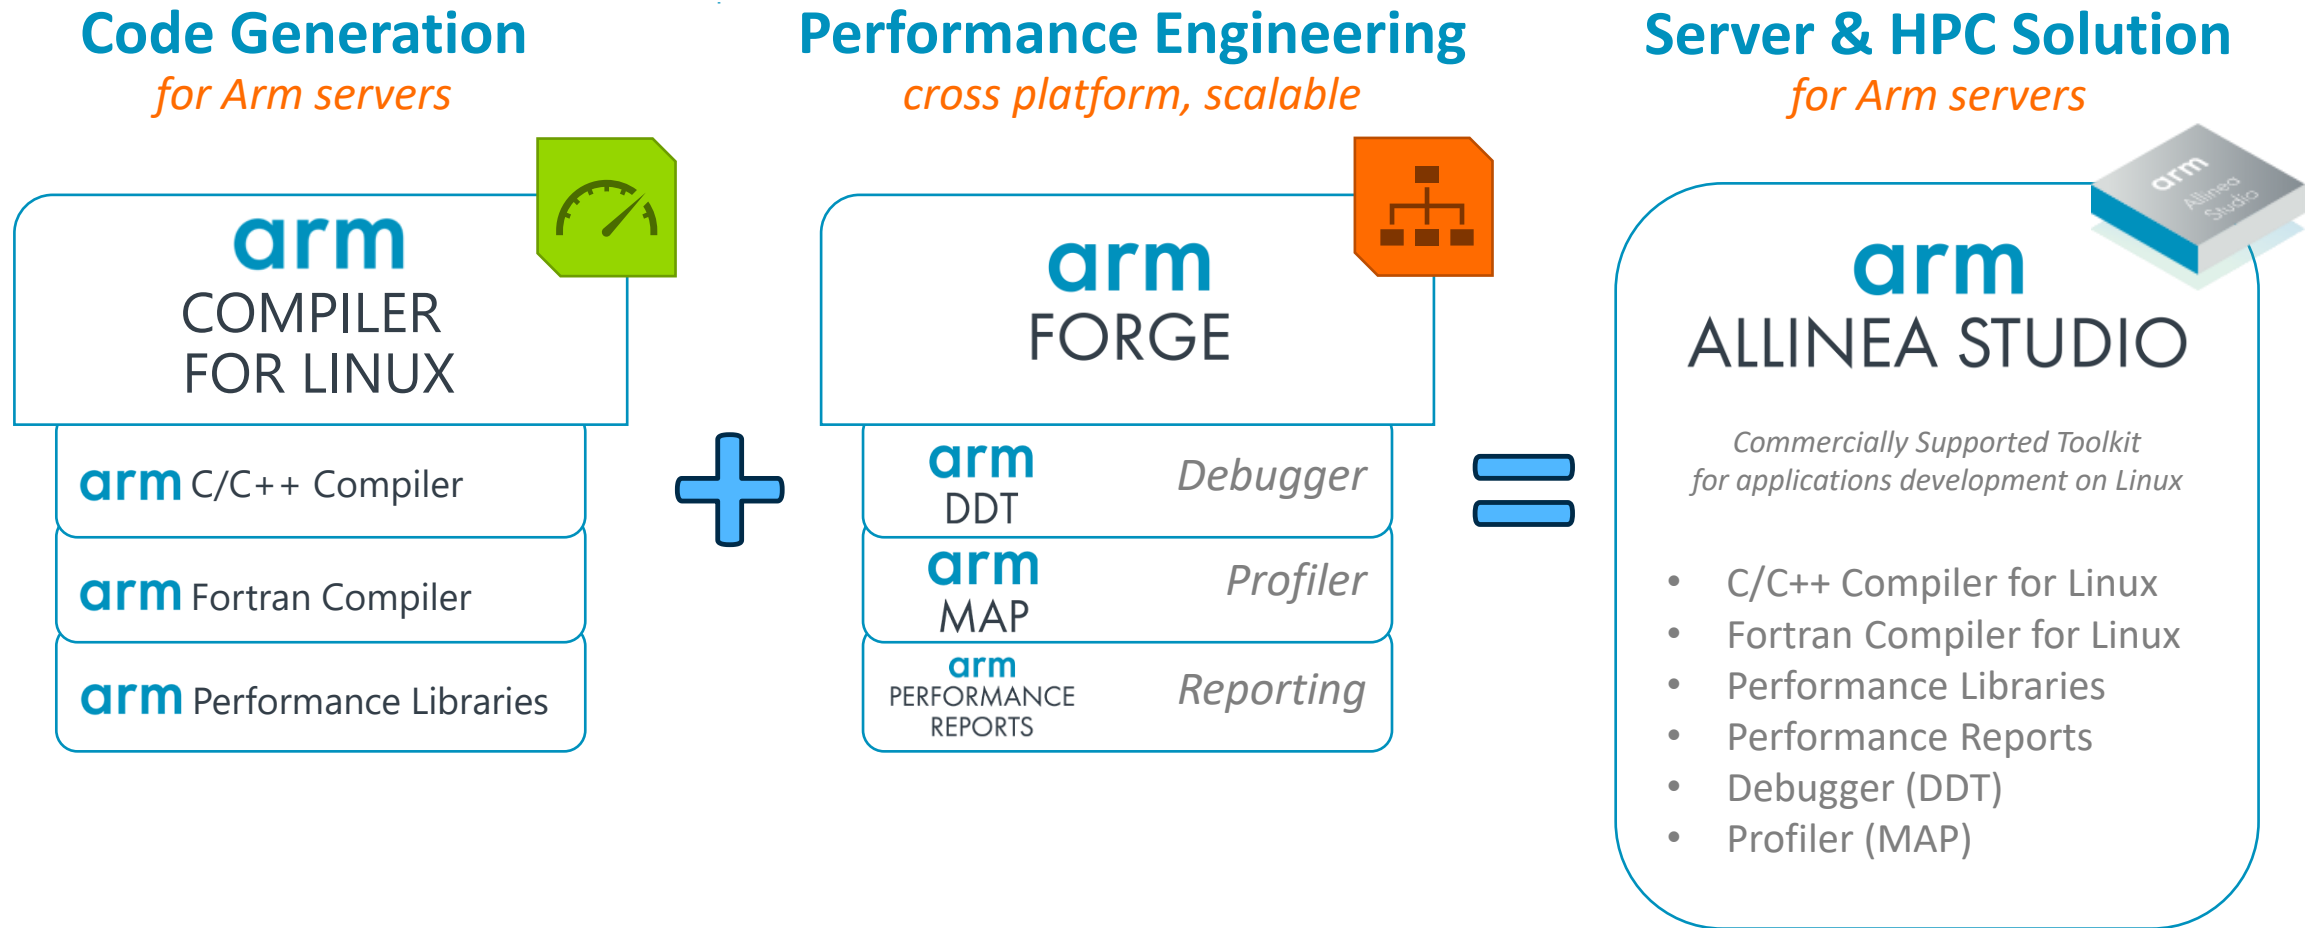 Code Generation
for Arm servers
arm
COMPILER
FOR LINUX
arm C/C++ Compiler
arm Fortran Compiler
arm Performance Libraries
Performance Engineering
cross platform, scalable
arm
FORGE
arm
DDT
Debugger
arm
MAP
Profiler
arm
PERFORMANCE
REPORTS
Reporting
Server & HPC Solution
for Arm servers
arm
Allinea
Studio
arm
ALLINEA STUDIO
Commercially Supported Toolkit
for applications development on Linux
• C/C++ Compiler for Linux
• Fortran Compiler for Linux
• Performance Libraries
• Performance Reports
• Debugger (DDT)
• Profiler (MAP)